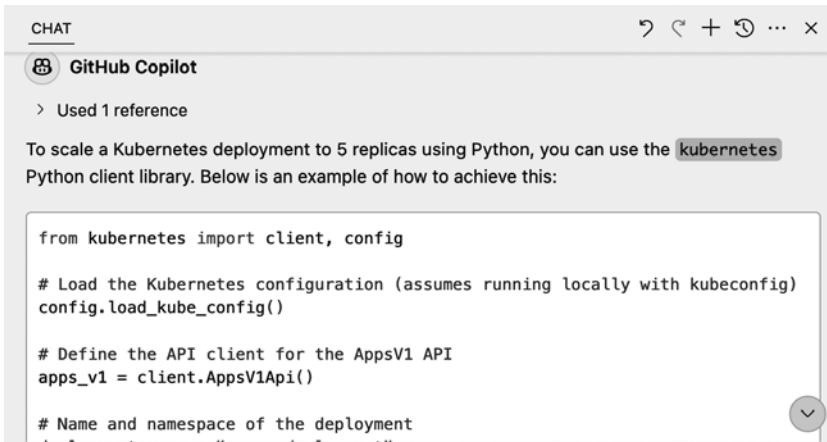 CHAT
GitHub Copilot
> Used 1 reference
To scale a Kubernetes deployment to 5 replicas using Python, you can use the kubernetes
Python client library. Below is an example of how to achieve this:
from kubernetes import client, config
# Load the Kubernetes configuration (assumes running locally with kubeconfig)
config.load_kube_config()
# Define the API client for the AppsV1 API
apps_v1 = client.AppsV1Api()
# Name and namespace of the deployment